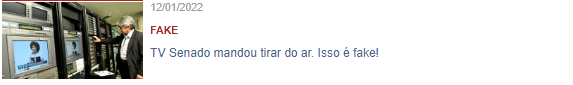 12/01/2022
FAKE
TV Senado mandou tirar do ar. Isso é fake!